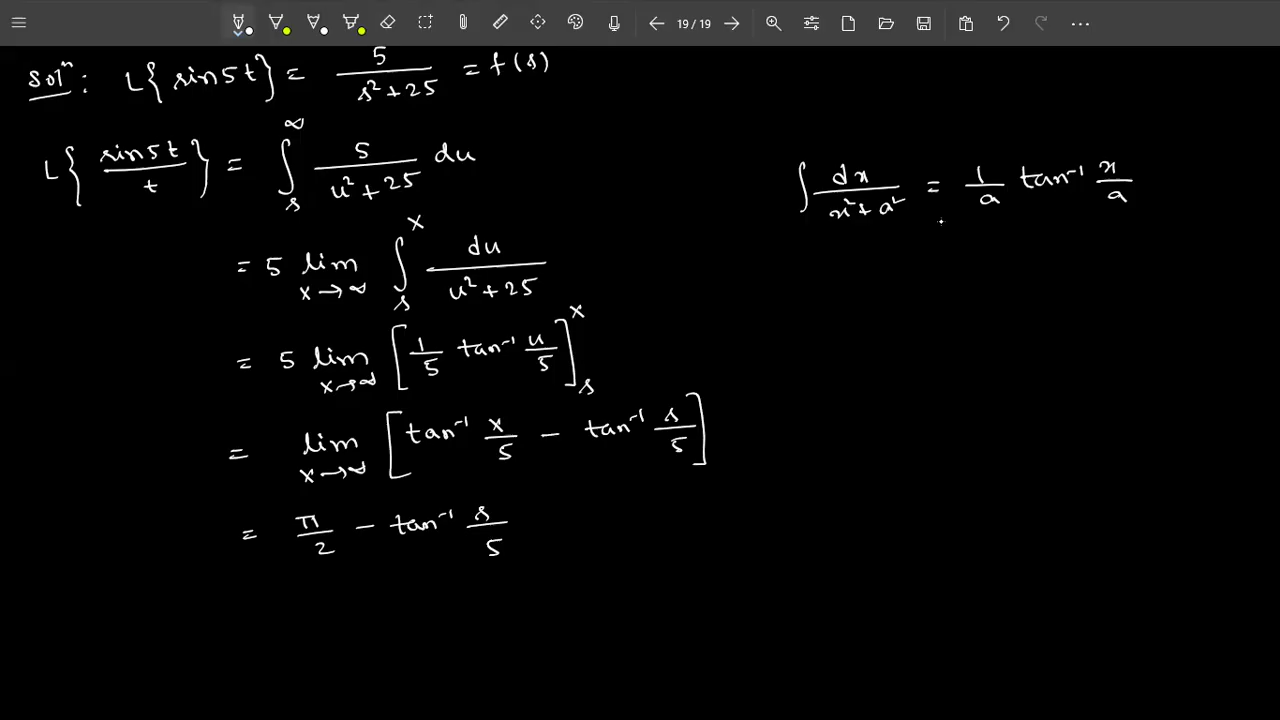 19/19
Solⁿ: L{sin5t} = 5/(s²+25) = f(s)
L{sin5t/t} = ∫_s^∞ 5/(u²+25) du
∫ dx/(x²+a²) = 1/a tan⁻¹ x/a
= 5 lim_{x→∞} ∫_s^x du/(u²+25)
= 5 lim_{x→∞} [1/5 tan⁻¹ u/5]_s^x
= lim_{x→∞} [tan⁻¹ x/5 − tan⁻¹ s/5]
= π/2 − tan⁻¹ s/5